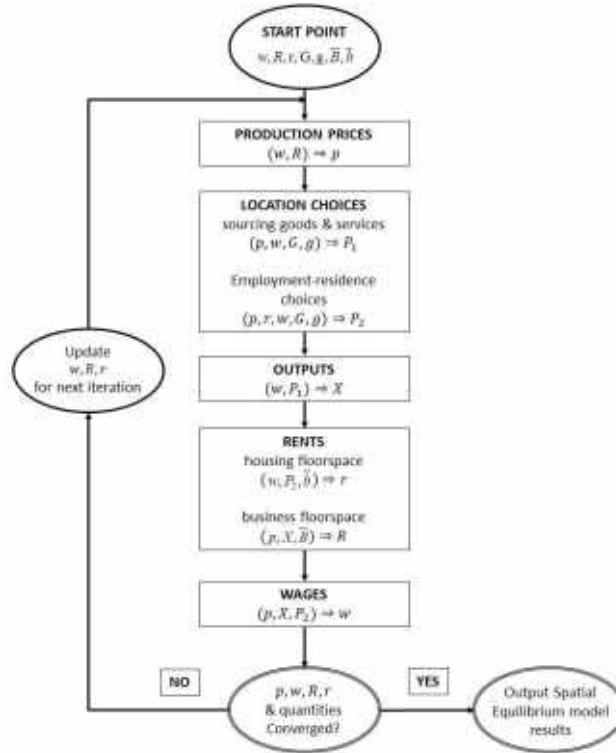 START POINT
w, R, r, G, g, B̅, b̅
PRODUCTION PRICES
(w, R) ⇒ p
LOCATION CHOICES
sourcing goods & services
(p, w, G, g) ⇒ P₁
Employment-residence
choices
(p, r, w, G, g) ⇒ P₂
Update
w, R, r
for next iteration
OUTPUTS
(w, P₁) ⇒ X
RENTS
housing floorspace
(w, P₂, b̅) ⇒ r
business floorspace
(p, X, B̅) ⇒ R
WAGES
(p, X, P₂) ⇒ w
NO
p, w, R, r
& quantities
Converged?
YES
Output Spatial
Equilibrium model
results